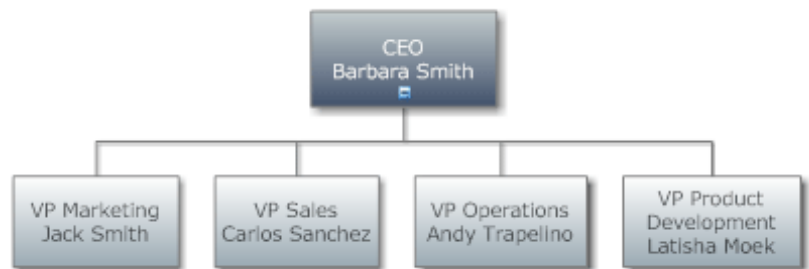 CEO
Barbara Smith
VP Marketing
Jack Smith
VP Sales
Carlos Sanchez
VP Operations
Andy Trapelino
VP Product
Development
Latisha Moek